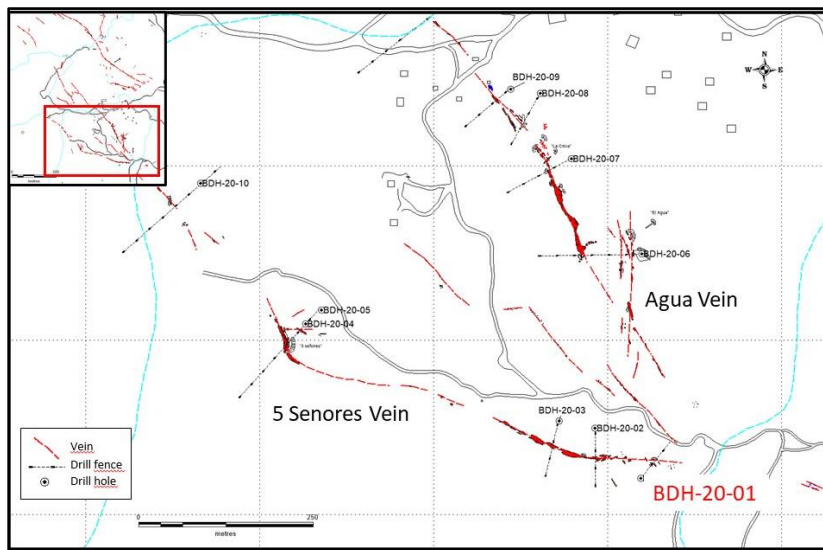 N
W E
S
BDH-20-09
BDH-20-08
"La Chica"
BDH-20-07
BDH-20-10
"El Agua"
BDH-20-06
Agua Vein
BDH-20-05
BDH-20-04
"5 señores"
5 Senores Vein
BDH-20-03
BDH-20-02
BDH-20-01
Vein
Drill fence
Drill hole
0 250
metres
metres